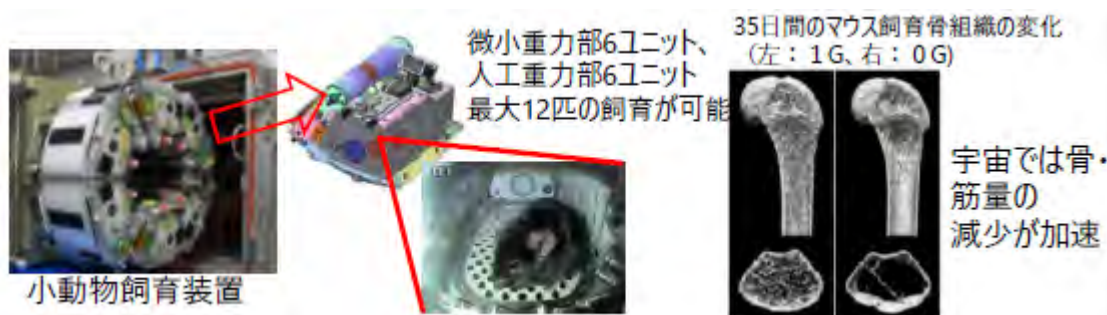 微小重力部6ユニット、
人工重力部6ユニット
最大12匹の飼育が可能
35日間のマウス飼育骨組織の変化
(左：1G、右：0G)
宇宙では骨・
筋量の
減少が加速
小動物飼育装置